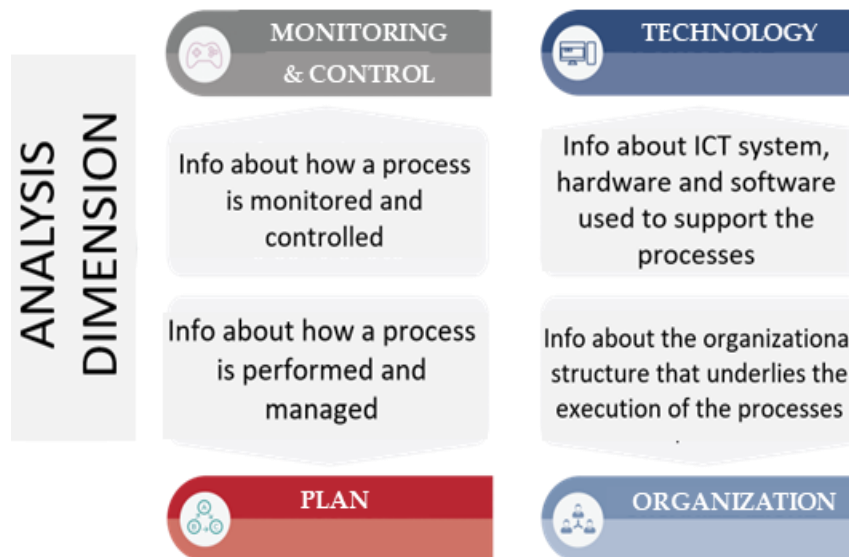 ANALYSIS
DIMENSION
MONITORING
& CONTROL
Info about how a process
is monitored and
controlled
Info about how a process
is performed and
managed
PLAN
A
B
C
TECHNOLOGY
Info about ICT system,
hardware and software
used to support the
processes
Info about the organizationa
structure that underlies the
execution of the processes
.
ORGANIZATION